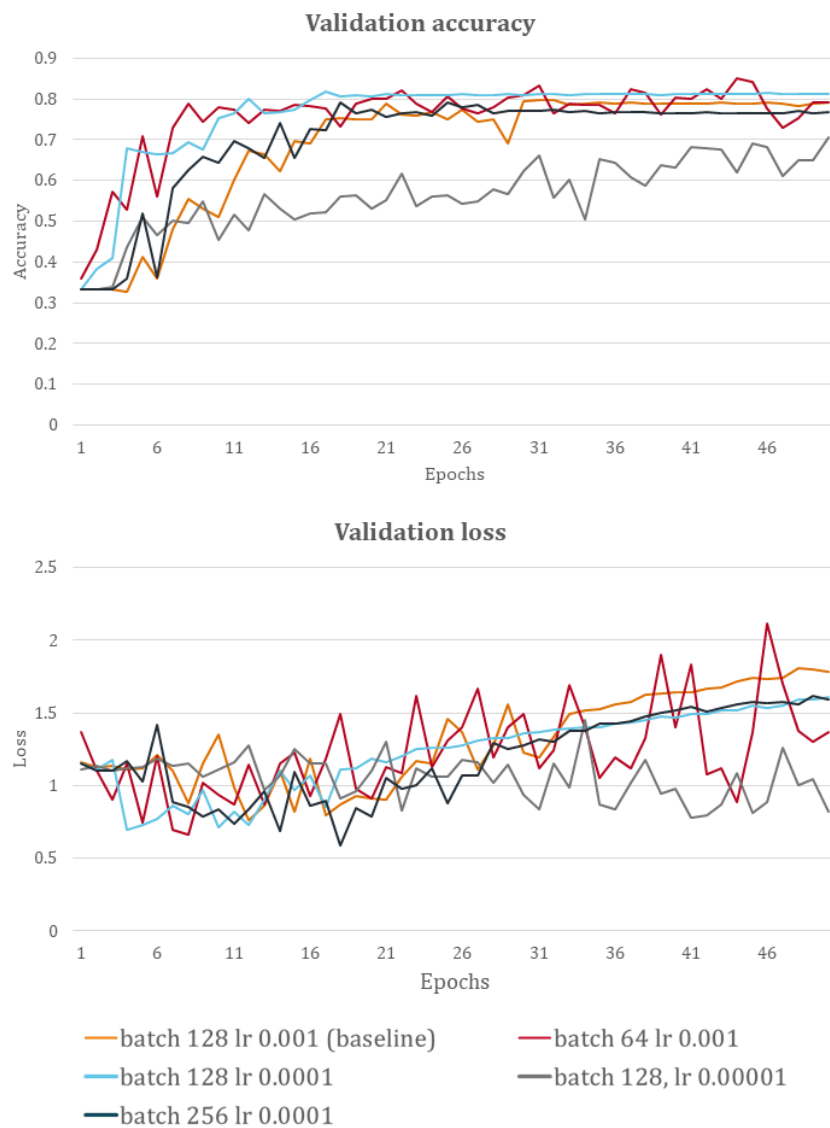 Validation accuracy
0.9
0.8
0.7
0.6
0.5
0.4
0.3
0.2
0.1
0
Accuracy
1 6 11 16 21 26 31 36 41 46
Epochs
Validation loss
2.5
2
1.5
1
0.5
0
Loss
1 6 11 16 21 26 31 36 41 46
Epochs
batch 128 lr 0.001 (baseline) batch 64 lr 0.001
batch 128 lr 0.0001 batch 128, lr 0.00001
batch 256 lr 0.0001